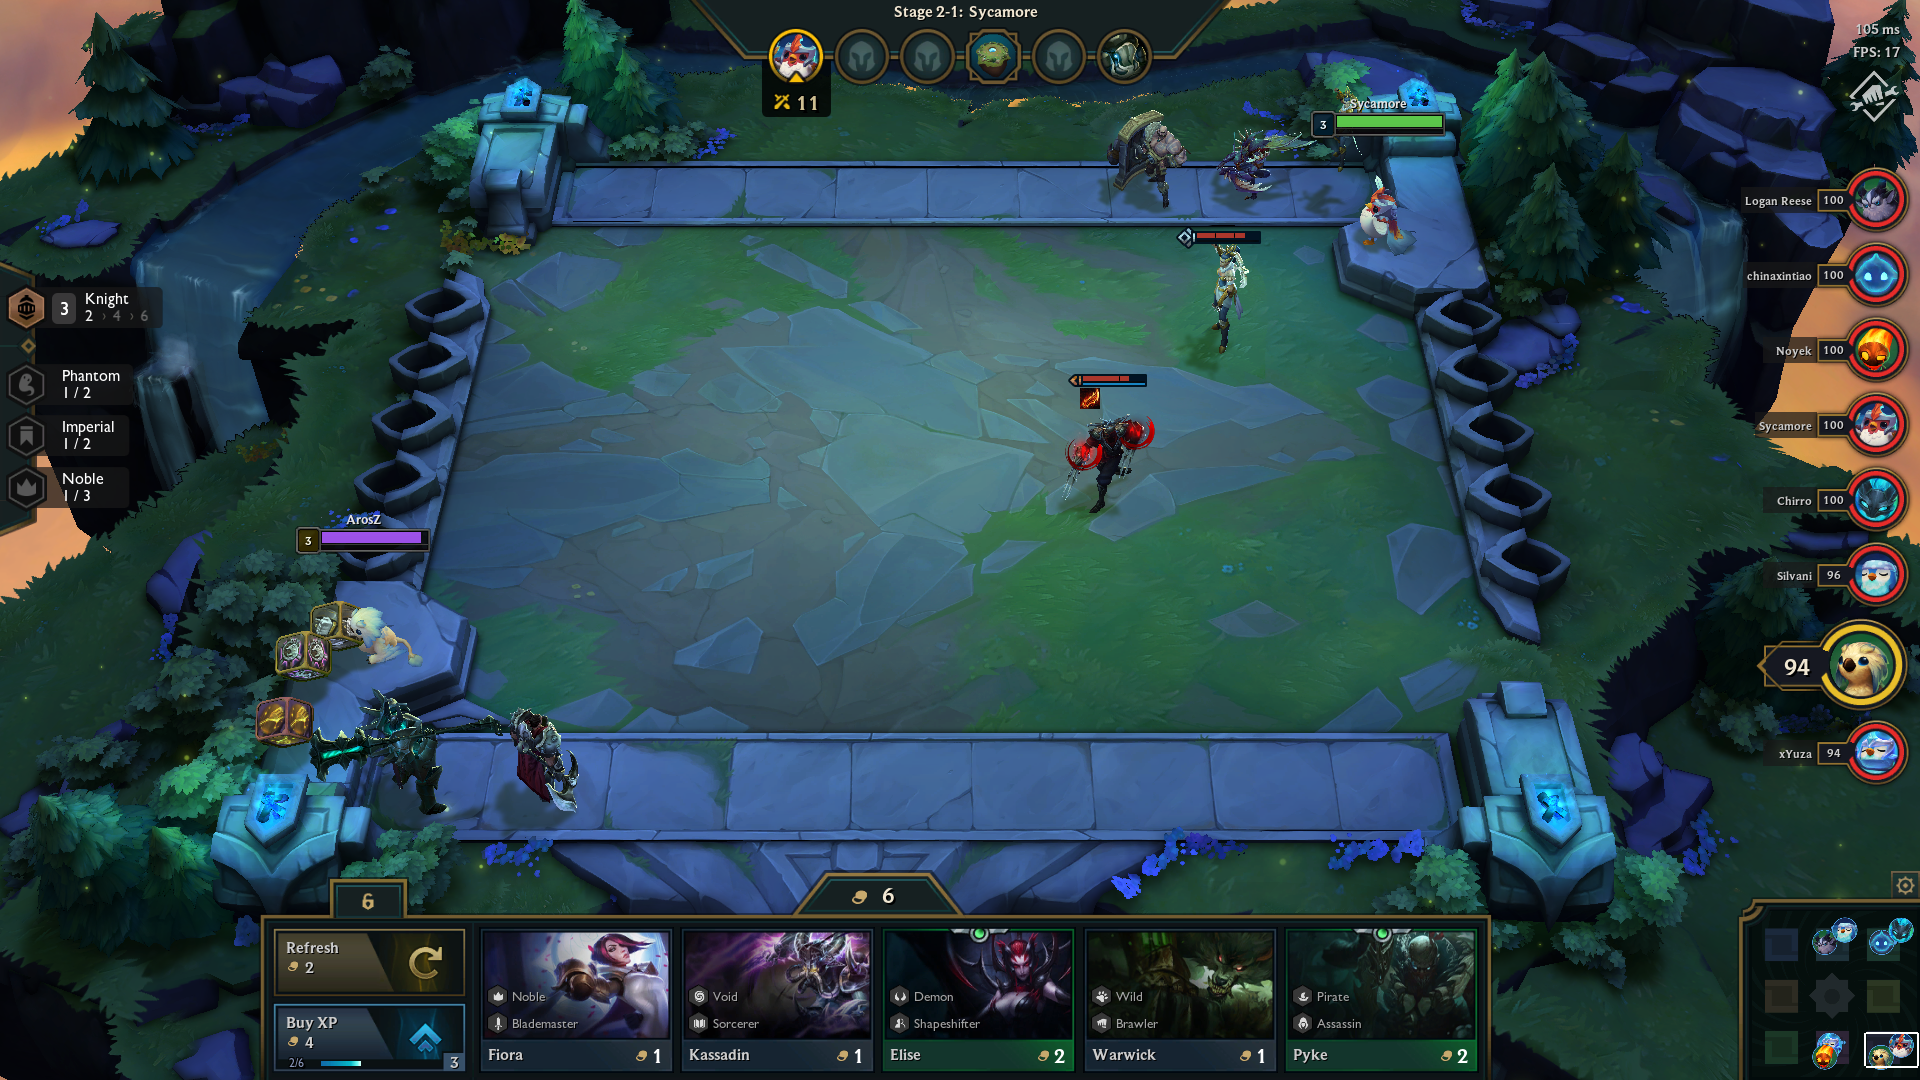 Stage 2-1: Sycamore
105 ms
FPS: 17
11
Sycamore
3
Logan Reese 100
chinaxintiao 100
Noyek 100
Sycamore 100
Chirro 100
Silvani 96
94
xYuza 94
3 Knight
2 › 4 › 6
Phantom
1 / 2
Imperial
1 / 2
Noble
1 / 3
ArosZ
3
6
6
Refresh
2
Buy XP
4
2/6
3
Noble
Blademaster
Fiora 1
Void
Sorcerer
Kassadin 1
Demon
Shapeshifter
Elise 2
Wild
Brawler
Warwick 1
Pirate
Assassin
Pyke 2